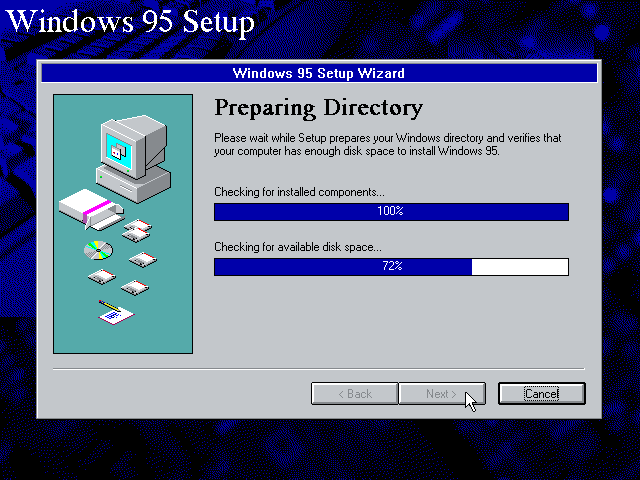 Windows 95 Setup
Windows 95 Setup Wizard
Preparing Directory
Please wait while Setup prepares your Windows directory and verifies that
your computer has enough disk space to install Windows 95.
Checking for installed components...
100%
Checking for available disk space...
72%
< Back
Next >
Cancel